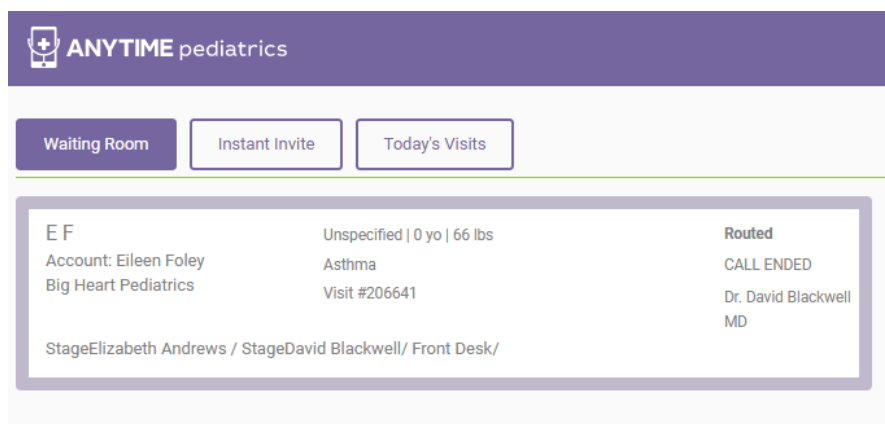 ANYTIME pediatrics
Waiting Room
Instant Invite
Today's Visits
E F
Account: Eileen Foley
Big Heart Pediatrics
Unspecified | 0 yo | 66 lbs
Asthma
Visit #206641
Routed
CALL ENDED
Dr. David Blackwell
MD
StageElizabeth Andrews / StageDavid Blackwell/ Front Desk/